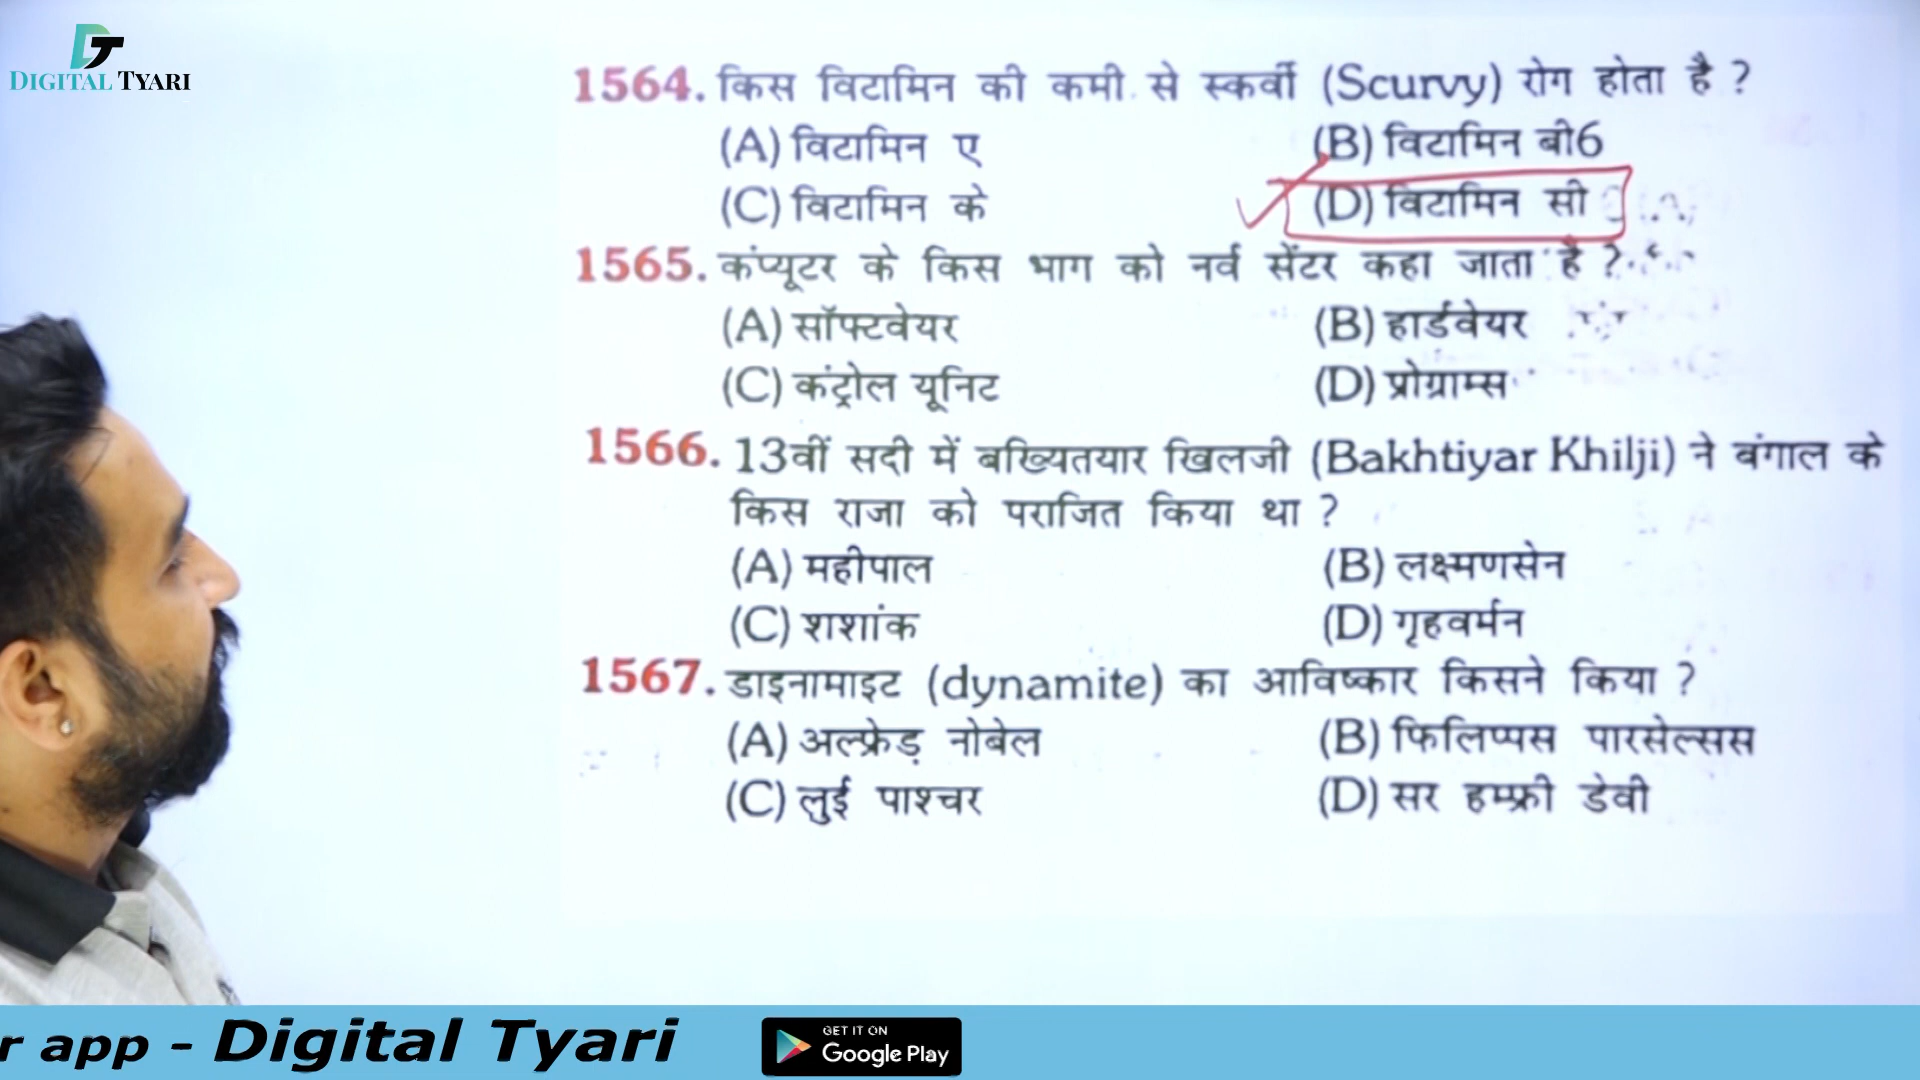 DT
DIGITAL TYARI
1564. किस विटामिन की कमी से स्कर्वी (Scurvy) रोग होता है ?
(A) विटामिन ए (B) विटामिन बी6
(C) विटामिन के (D) विटामिन सी
1565. कंप्यूटर के किस भाग को नर्व सेंटर कहा जाता है ?
(A) सॉफ्टवेयर (B) हार्डवेयर
(C) कंट्रोल यूनिट (D) प्रोग्राम्स
1566. 13वीं सदी में बख्यितयार खिलजी (Bakhtiyar Khilji) ने बंगाल के
किस राजा को पराजित किया था ?
(A) महीपाल (B) लक्ष्मणसेन
(C) शशांक (D) गृहवर्मन
1567. डाइनामाइट (dynamite) का आविष्कार किसने किया ?
(A) अल्फ्रेड़ नोबेल (B) फिलिप्पस पारसेल्सस
(C) लुई पाश्चर (D) सर हम्फ्री डेवी
r app - Digital Tyari
GET IT ON
Google Play